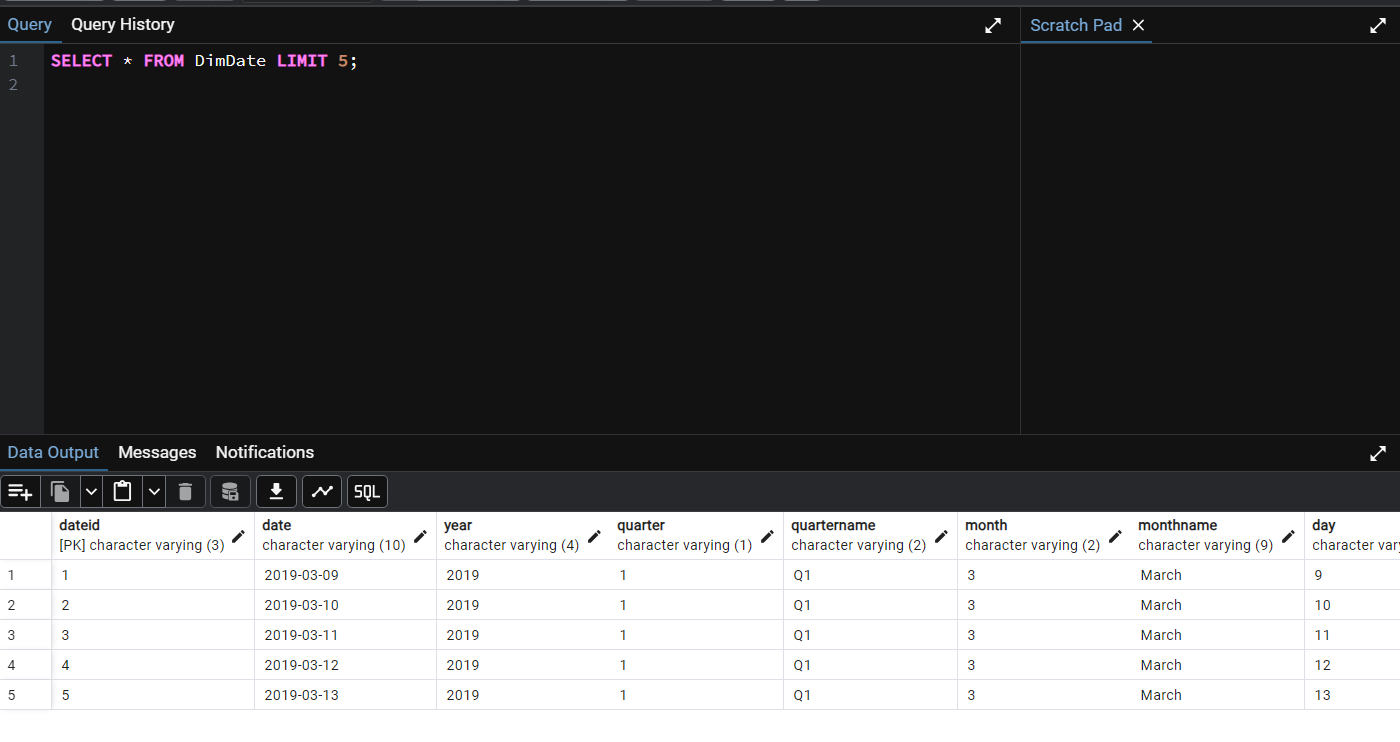 Query Query History Scratch Pad
1 SELECT * FROM DimDate LIMIT 5;
2
Data Output Messages Notifications
SQL
dateid date year quarter quartername month monthname day
[PK] character varying (3) character varying (10) character varying (4) character varying (1) character varying (2) character varying (2) character varying (9) character vary
1 1 2019-03-09 2019 1 Q1 3 March 9
2 2 2019-03-10 2019 1 Q1 3 March 10
3 3 2019-03-11 2019 1 Q1 3 March 11
4 4 2019-03-12 2019 1 Q1 3 March 12
5 5 2019-03-13 2019 1 Q1 3 March 13